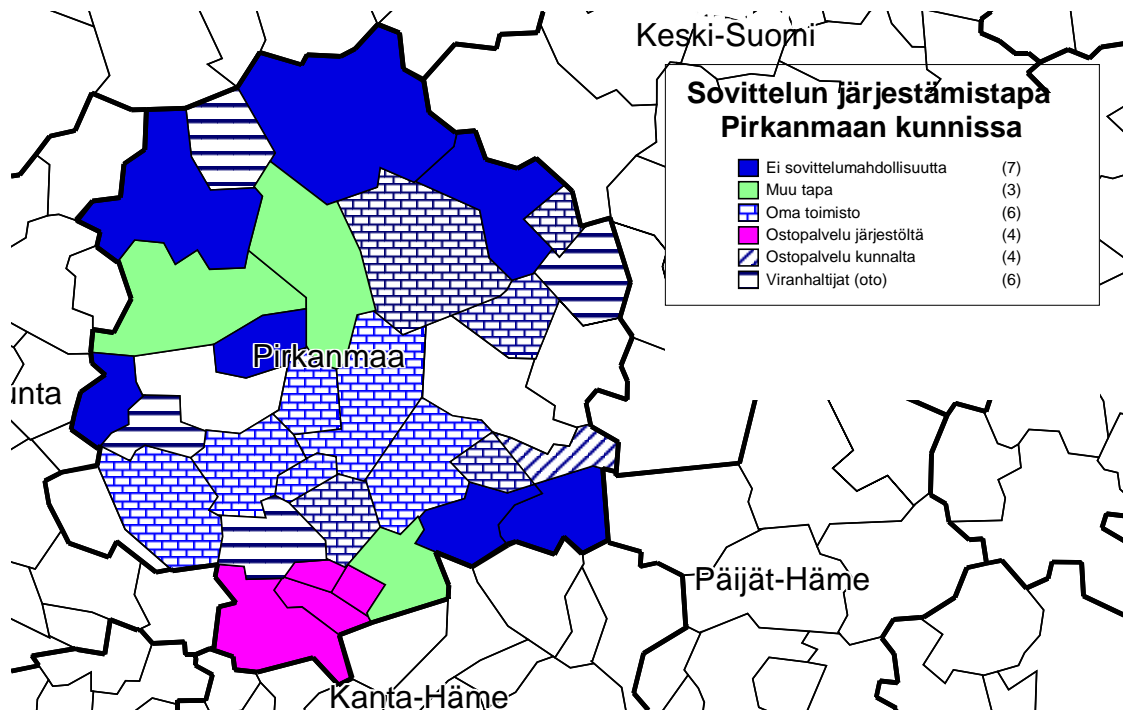 Keski-Suomi
Sovittelun järjestämistapa
Pirkanmaan kunnissa
Ei sovittelumahdollisuutta (7)
Muu tapa (3)
Oma toimisto (6)
Ostopalvelu järjestöltä (4)
Ostopalvelu kunnalta (4)
Viranhaltijat (oto) (6)
Pirkanmaa
unta
Päijät-Häme
Kanta-Häme